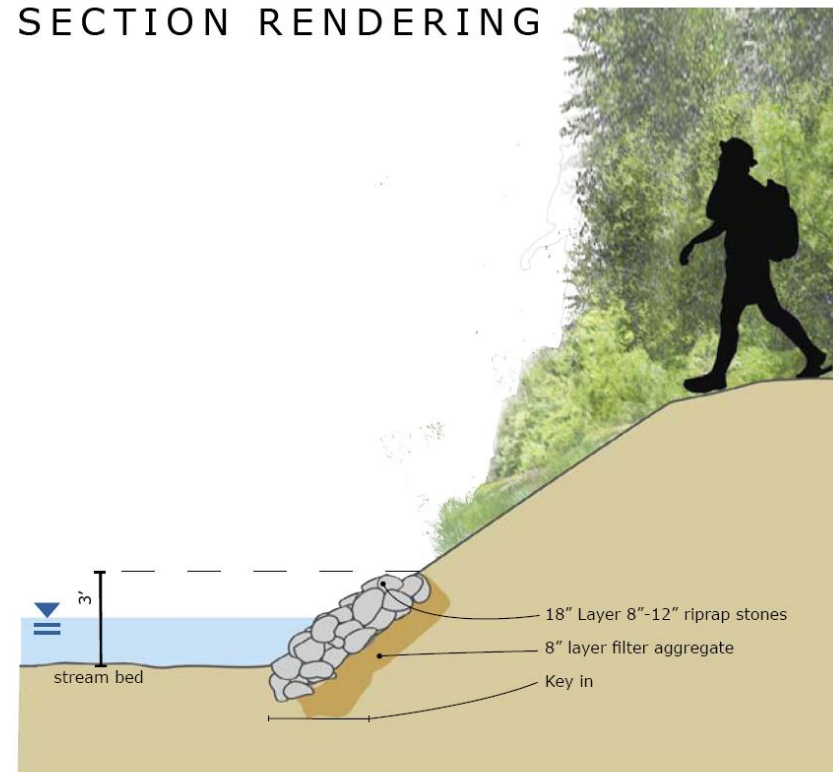 SECTION RENDERING
3’
18” Layer 8”-12” riprap stones
8” layer filter aggregate
stream bed
Key in